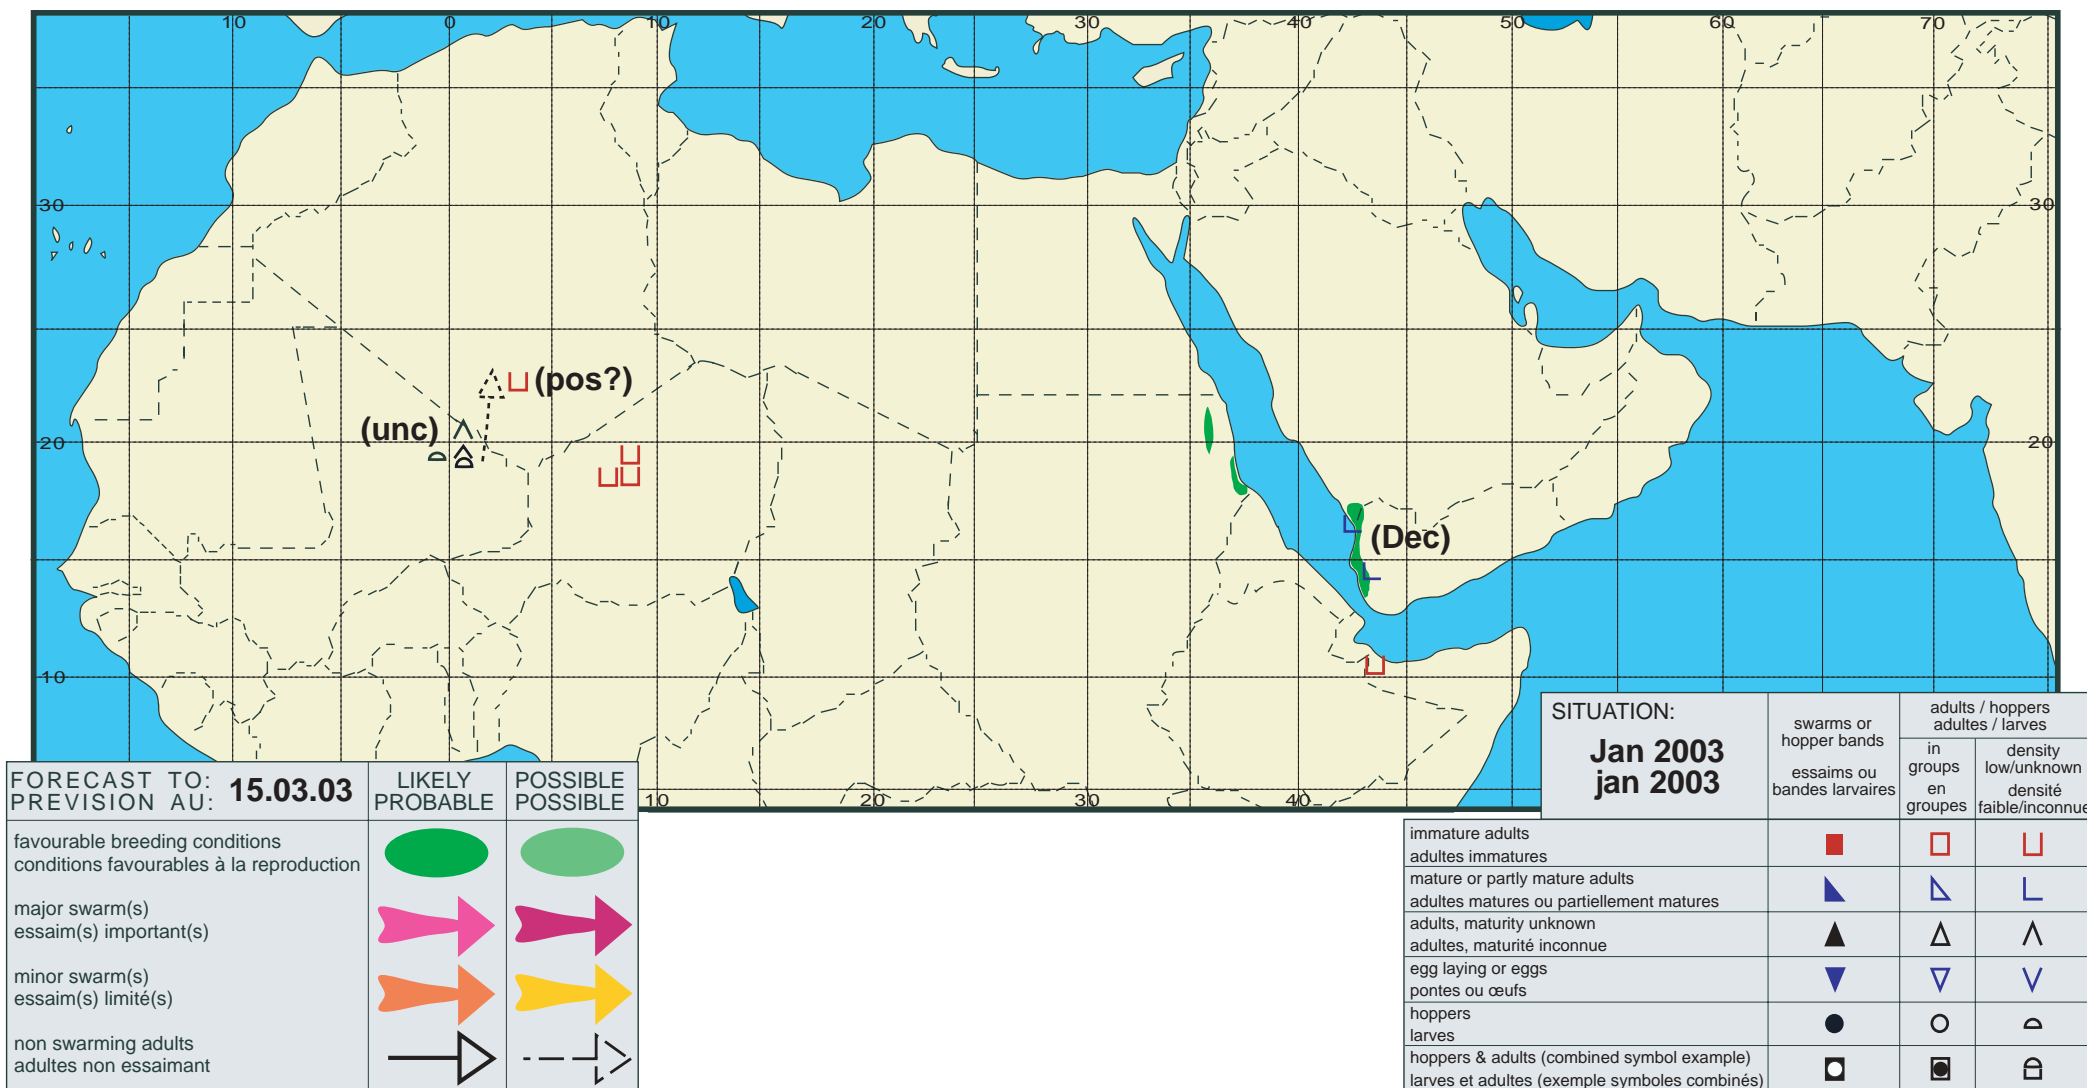 10 0 10 20 30 40 50 60 70
30 30
(pos?)
(unc)
20 20
(Dec)
10
10 20 30 40
FORECAST TO:
PREVISION AU:
15.03.03
LIKELY
PROBABLE
POSSIBLE
POSSIBLE
favourable breeding conditions
conditions favourables à la reproduction
major swarm(s)
essaim(s) important(s)
minor swarm(s)
essaim(s) limité(s)
non swarming adults
adultes non essaimant
SITUATION:
Jan 2003
jan 2003
swarms or
hopper bands
essaims ou
bandes larvaires
adults / hoppers
adultes / larves
in
groups
en
groupes
density
low/unknown
densité
faible/inconnue
immature adults
adultes immatures
mature or partly mature adults
adultes matures ou partiellement matures
adults, maturity unknown
adultes, maturité inconnue
egg laying or eggs
pontes ou œufs
hoppers
larves
hoppers & adults (combined symbol example)
larves et adultes (exemple symboles combinés)